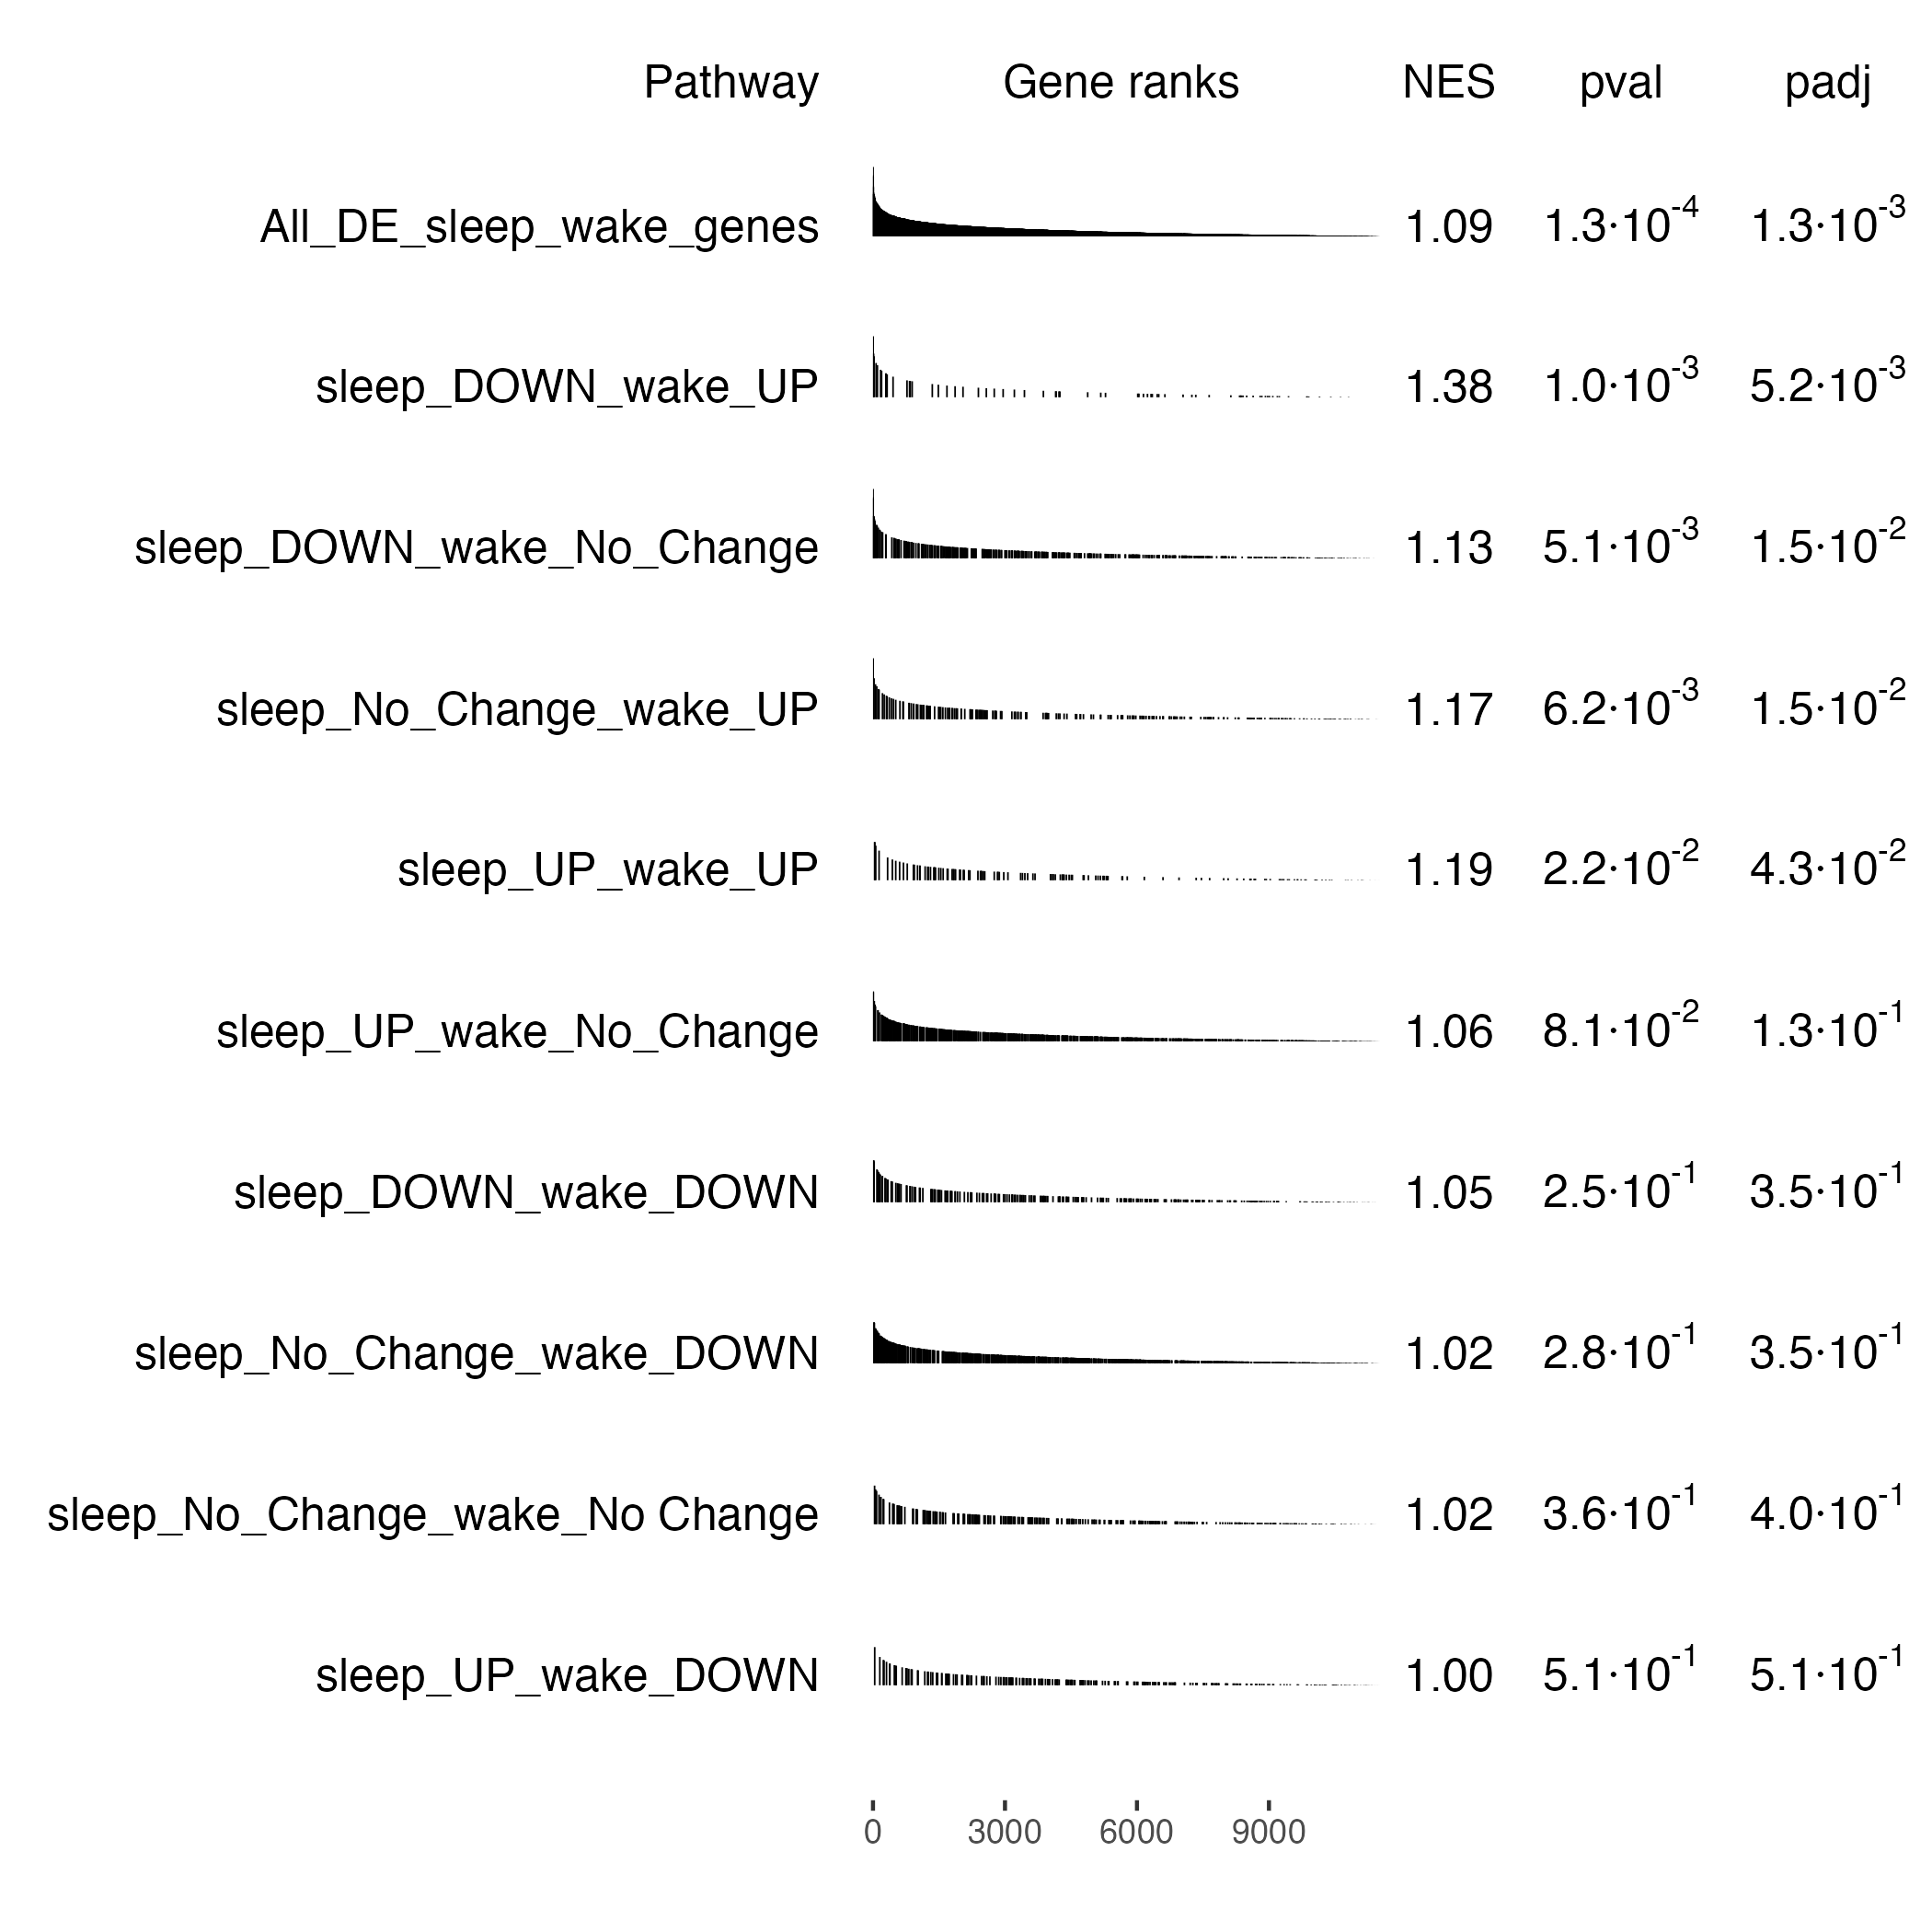 Pathway Gene ranks NES pval padj
All_DE_sleep_wake_genes 1.09 1.3·10⁻⁴ 1.3·10⁻³
sleep_DOWN_wake_UP 1.38 1.0·10⁻³ 5.2·10⁻³
sleep_DOWN_wake_No_Change 1.13 5.1·10⁻³ 1.5·10⁻²
sleep_No_Change_wake_UP 1.17 6.2·10⁻³ 1.5·10⁻²
sleep_UP_wake_UP 1.19 2.2·10⁻² 4.3·10⁻²
sleep_UP_wake_No_Change 1.06 8.1·10⁻² 1.3·10⁻¹
sleep_DOWN_wake_DOWN 1.05 2.5·10⁻¹ 3.5·10⁻¹
sleep_No_Change_wake_DOWN 1.02 2.8·10⁻¹ 3.5·10⁻¹
sleep_No_Change_wake_No Change 1.02 3.6·10⁻¹ 4.0·10⁻¹
sleep_UP_wake_DOWN 1.00 5.1·10⁻¹ 5.1·10⁻¹
0 3000 6000 9000